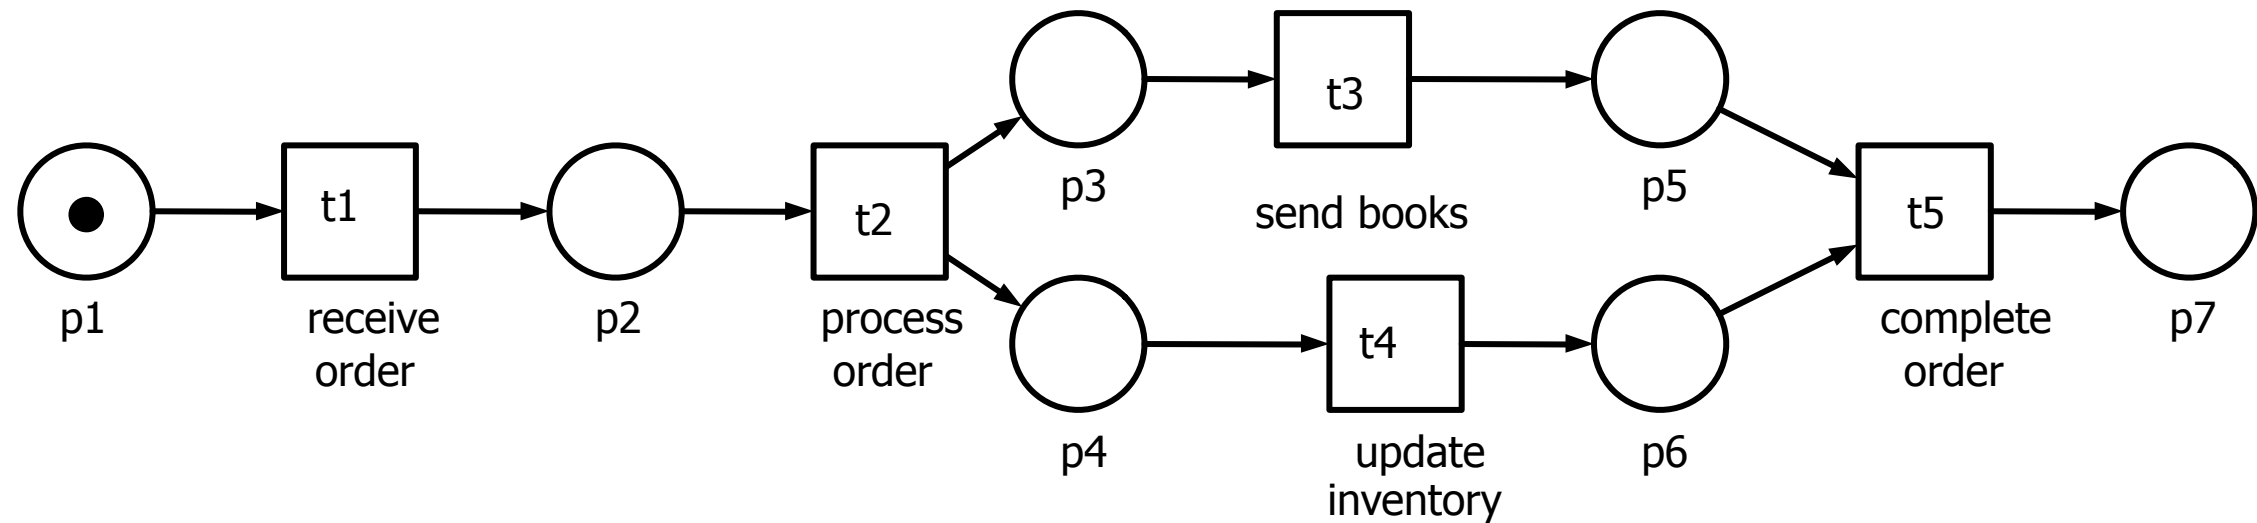 t1
t2
t3
t4
t5
p1
receive
order
p2
process
order
p3
send books
p4
update
inventory
p5
p6
complete
order
p7